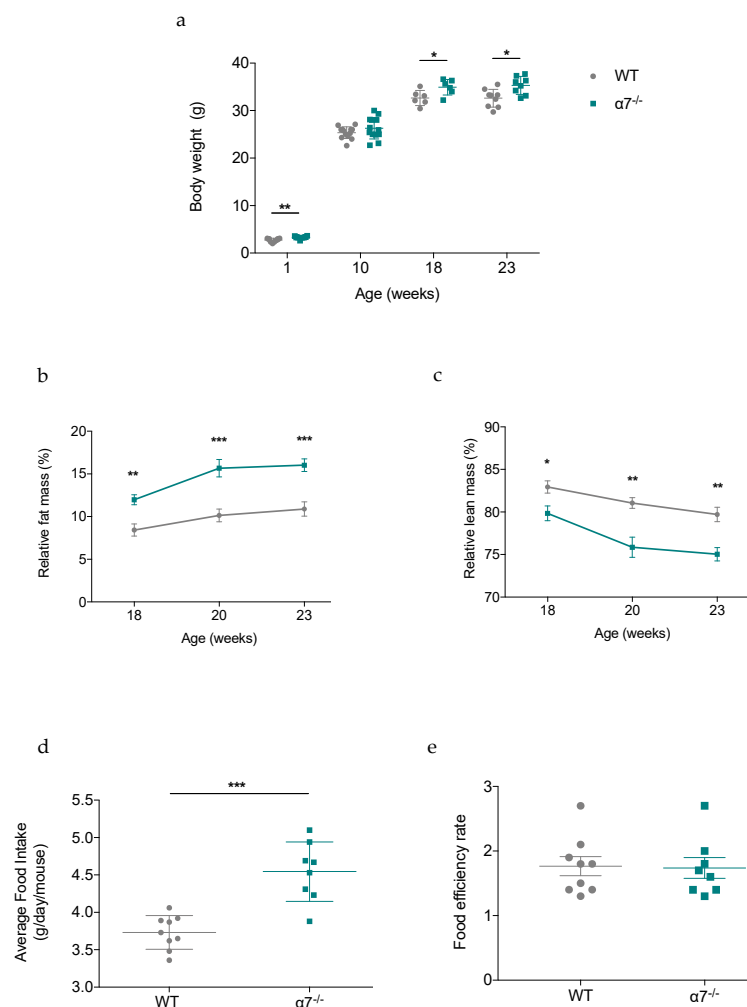 a
Body weight (g)
40
30
20
10
0
*
*
**
WT
α7-/-
1 10 18 23
Age (weeks)
b
Relative fat mass (%)
20
15
10
5
0
**
***
***
18 20 23
Age (weeks)
c
Relative lean mass (%)
90
85
80
75
70
*
**
**
18 20 23
Age (weeks)
d
Average Food Intake
(g/day/mouse)
5.5
5.0
4.5
4.0
3.5
3.0
***
WT α7-/-
e
Food efficiency rate
3
2
1
0
WT α7-/-